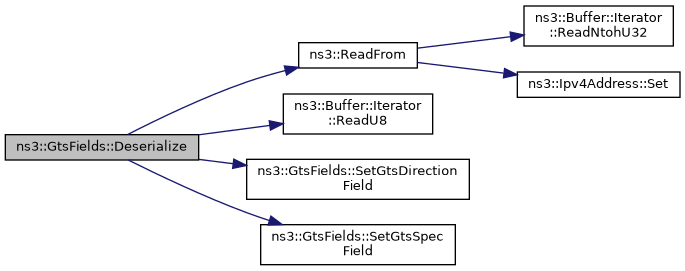 ns3::GtsFields::Deserialize
ns3::ReadFrom
ns3::Buffer::Iterator
::ReadNtohU32
ns3::Ipv4Address::Set
ns3::Buffer::Iterator
::ReadU8
ns3::GtsFields::SetGtsDirection
Field
ns3::GtsFields::SetGtsSpec
Field